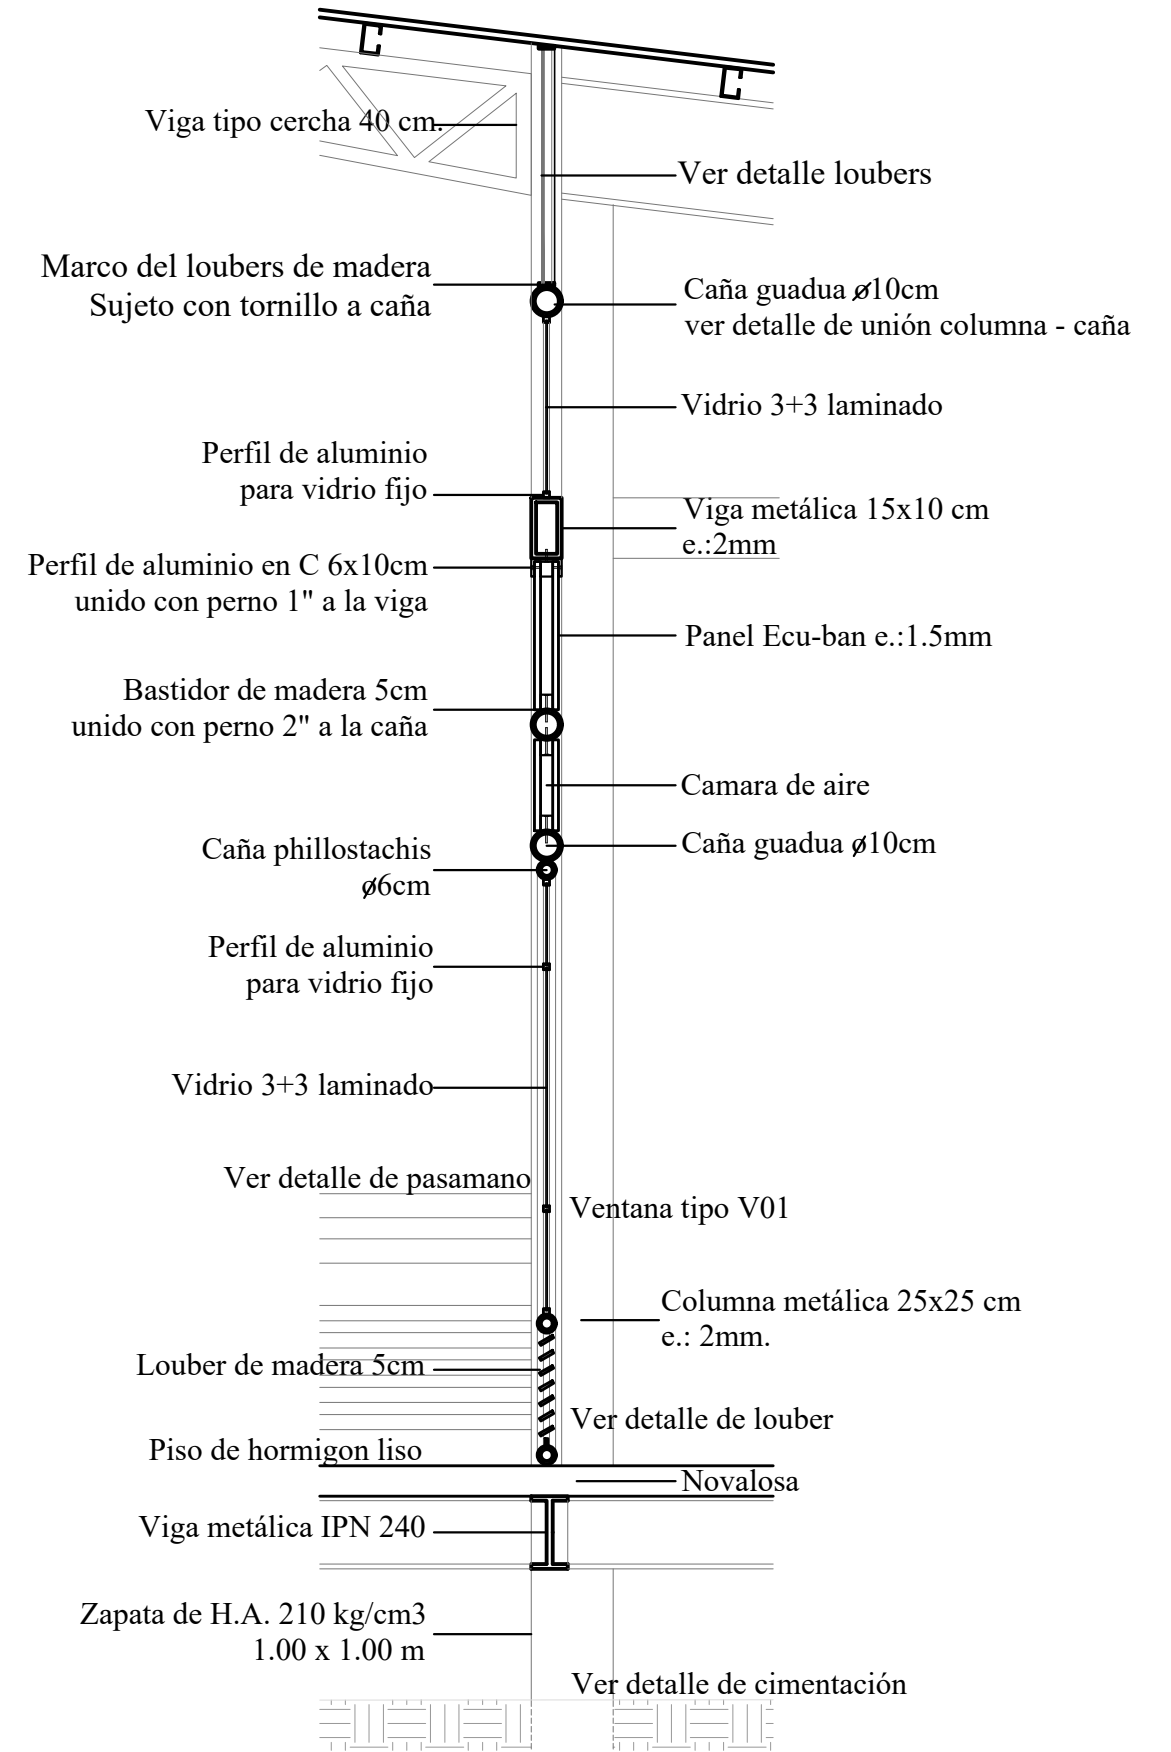 Viga tipo cercha 40 cm.
Ver detalle loubers
Marco del loubers de madera
Sujeto con tornillo a caña
Caña guadua ø10cm
ver detalle de unión columna - caña
Vidrio 3+3 laminado
Perfil de aluminio
para vidrio fijo
Viga metálica 15x10 cm
e.:2mm
Perfil de aluminio en C 6x10cm
unido con perno 1" a la viga
Panel Ecu-ban e.:1.5mm
Bastidor de madera 5cm
unido con perno 2" a la caña
Camara de aire
Caña guadua ø10cm
Caña phillostachis
ø6cm
Perfil de aluminio
para vidrio fijo
Vidrio 3+3 laminado
Ver detalle de pasamano
Ventana tipo V01
Columna metálica 25x25 cm
e.: 2mm.
Louber de madera 5cm
Ver detalle de louber
Piso de hormigon liso
Novalosa
Viga metálica IPN 240
Zapata de H.A. 210 kg/cm3
1.00 x 1.00 m
Ver detalle de cimentación